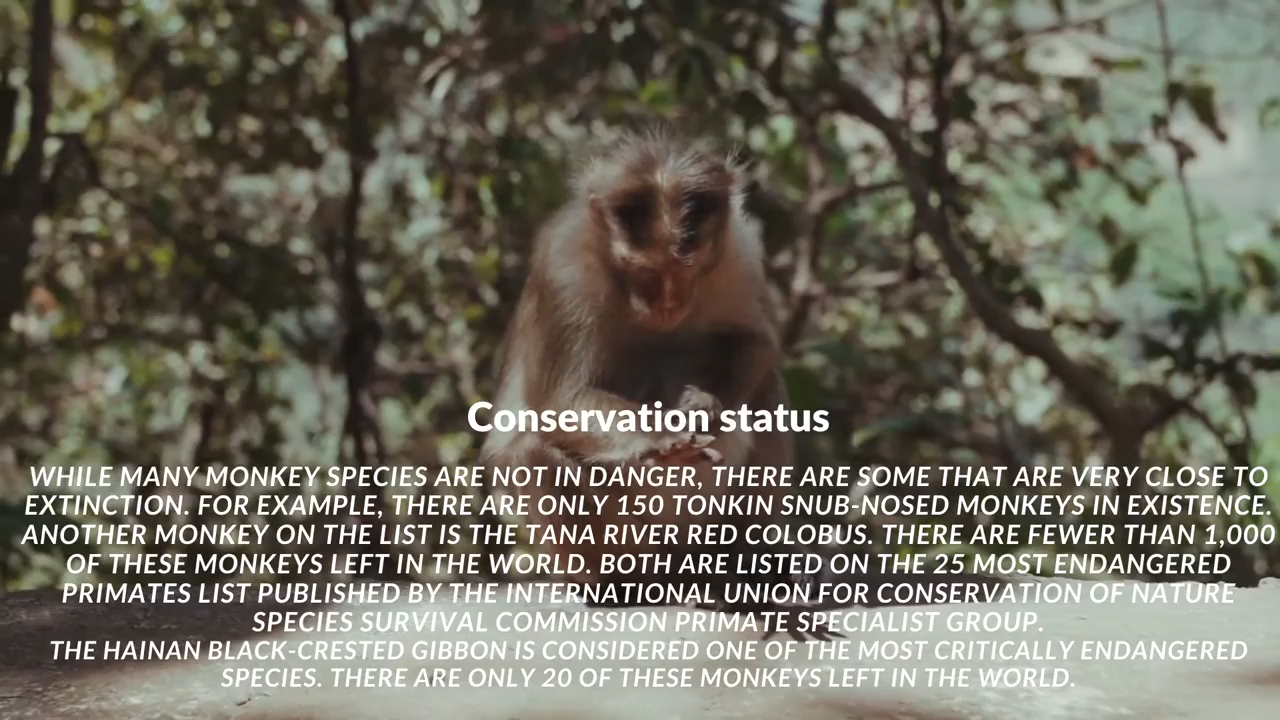 Conservation status
WHILE MANY MONKEY SPECIES ARE NOT IN DANGER, THERE ARE SOME THAT ARE VERY CLOSE TO
EXTINCTION. FOR EXAMPLE, THERE ARE ONLY 150 TONKIN SNUB-NOSED MONKEYS IN EXISTENCE.
ANOTHER MONKEY ON THE LIST IS THE TANA RIVER RED COLOBUS. THERE ARE FEWER THAN 1,000
OF THESE MONKEYS LEFT IN THE WORLD. BOTH ARE LISTED ON THE 25 MOST ENDANGERED
PRIMATES LIST PUBLISHED BY THE INTERNATIONAL UNION FOR CONSERVATION OF NATURE
SPECIES SURVIVAL COMMISSION PRIMATE SPECIALIST GROUP.
THE HAINAN BLACK-CRESTED GIBBON IS CONSIDERED ONE OF THE MOST CRITICALLY ENDANGERED
SPECIES. THERE ARE ONLY 20 OF THESE MONKEYS LEFT IN THE WORLD.